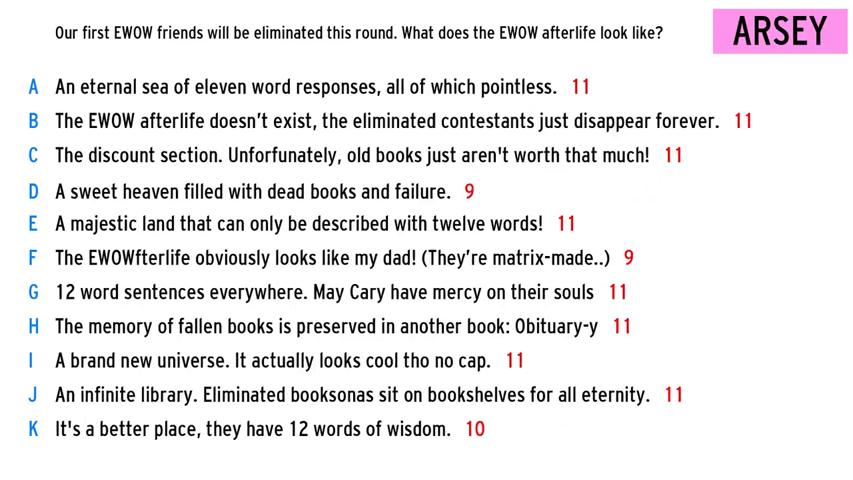 Our first EWOW friends will be eliminated this round. What does the EWOW afterlife look like?
ARSEY
A An eternal sea of eleven word responses, all of which pointless. 11
B The EWOW afterlife doesn’t exist, the eliminated contestants just disappear forever. 11
C The discount section. Unfortunately, old books just aren't worth that much! 11
D A sweet heaven filled with dead books and failure. 9
E A majestic land that can only be described with twelve words! 11
F The EWOWfterlife obviously looks like my dad! (They’re matrix-made..) 9
G 12 word sentences everywhere. May Cary have mercy on their souls 11
H The memory of fallen books is preserved in another book: Obituary-y 11
I A brand new universe. It actually looks cool tho no cap. 11
J An infinite library. Eliminated booksonas sit on bookshelves for all eternity. 11
K It's a better place, they have 12 words of wisdom. 10